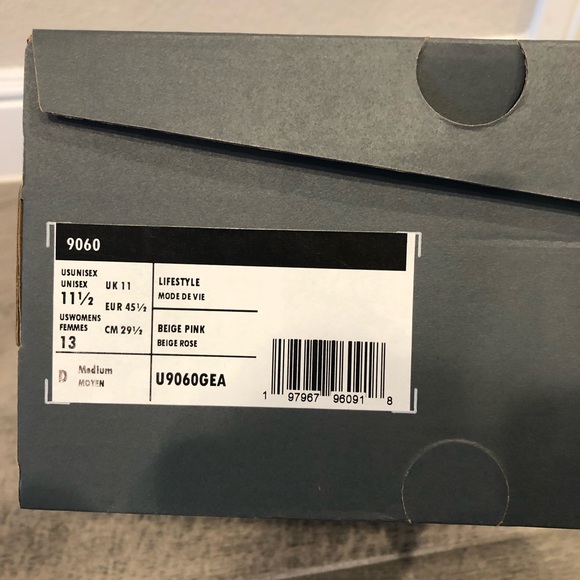 9060
USUNISEX
UNISEX UK 11
11½ EUR 45½
USWOMENS
FEMMES CM 29½
13
D Medium
MOYEN
LIFESTYLE
MODE DE VIE
BEIGE PINK
BEIGE ROSE
U9060GEA
1 97967 96091 8